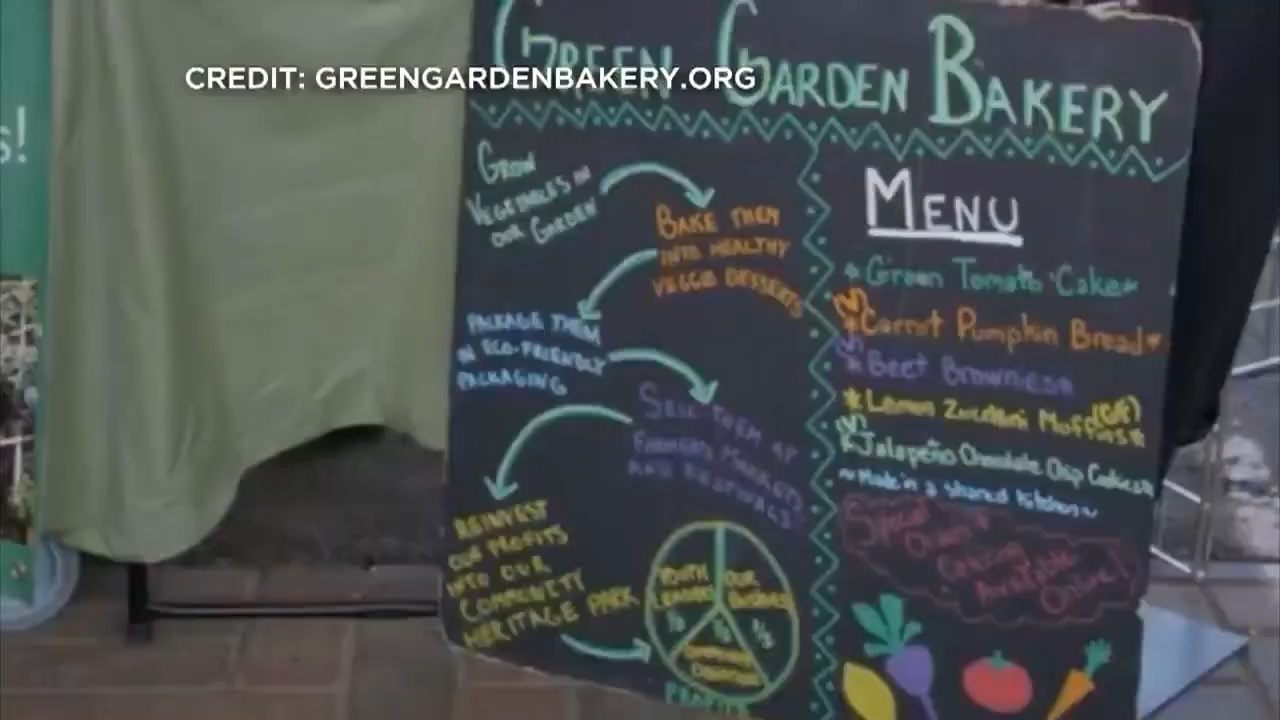 CREDIT: GREENGARDENBAKERY.ORG
s!
GREEN GARDEN BAKERY
GROW
VEGETABLES IN
OUR GARDEN
BAKE THEM
INTO HEALTHY
VEGGIE DESSERTS
PACKAGE THEM
IN ECO-FRIENDLY
PACKAGING
SELL THEM AT
FARMERS MARKETS
AND FESTIVALS
REINVEST
OUR PROFITS
INTO OUR
COMMUNITY
HERITAGE PARK
YOUTH OUR
LEADERS BUSINESS
1/3 1/3 1/3
PROFITS
MENU
Green Tomato Cake
(V)
Carrot Pumpkin Bread
(V)
Beet Brownies
Lemon Zucchini Muffins (GF)
(V)
Jalapeño Chocolate Chip Cookies
~Made in a shared kitchen~
Special
Orders +
Catering
Available
Online!